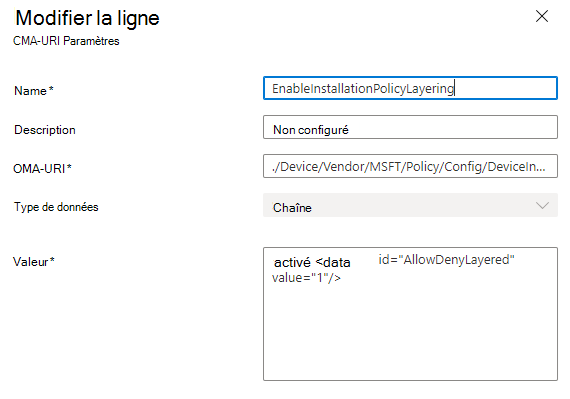 Modifier la ligne
CMA-URI Paramètres
Name *
EnableInstallationPolicyLayering
Description
Non configuré
OMA-URI *
./Device/Vendor/MSFT/Policy/Config/DeviceIn...
Type de données
Chaîne
Valeur *
activé <data id="AllowDenyLayered"
value="1"/>